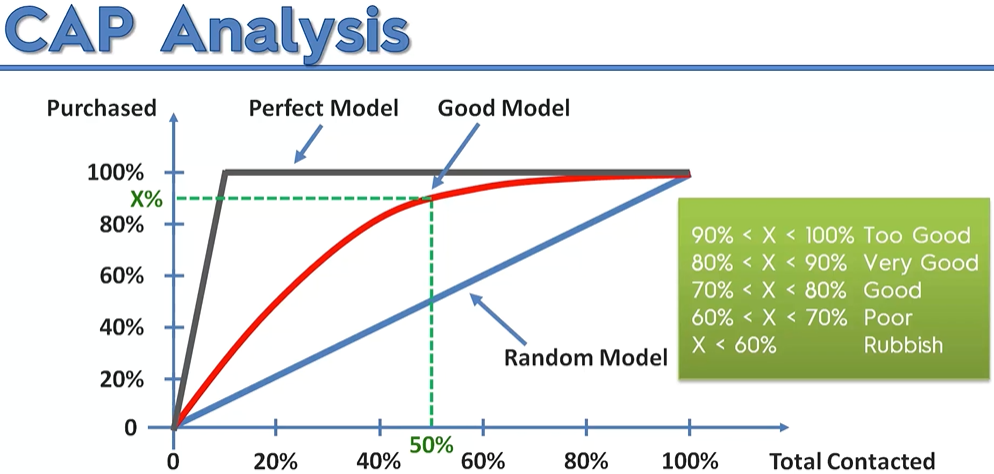 CAP Analysis
Purchased
Perfect Model
Good Model
100%
X%
80%
60%
40%
20%
0
90% < X < 100% Too Good
80% < X < 90% Very Good
70% < X < 80% Good
60% < X < 70% Poor
X < 60% Rubbish
Random Model
50%
0 20% 40% 60% 80% 100% Total Contacted